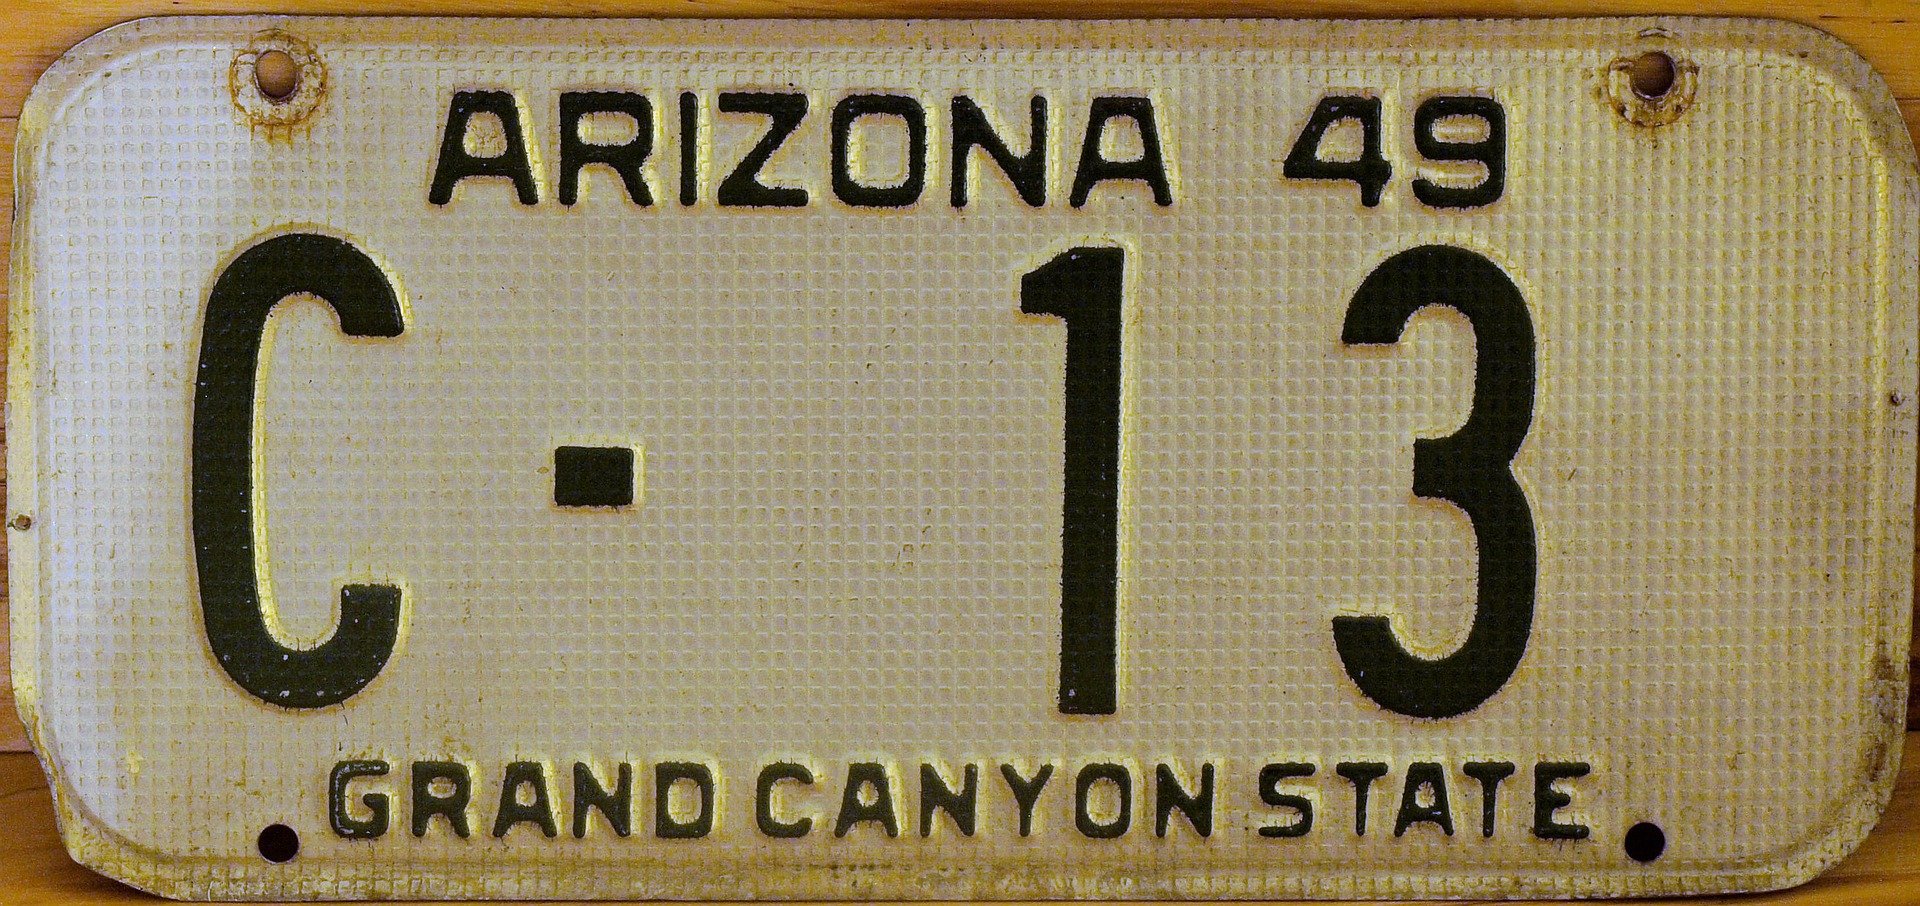 ARIZONA 49
C - 13
GRAND CANYON STATE